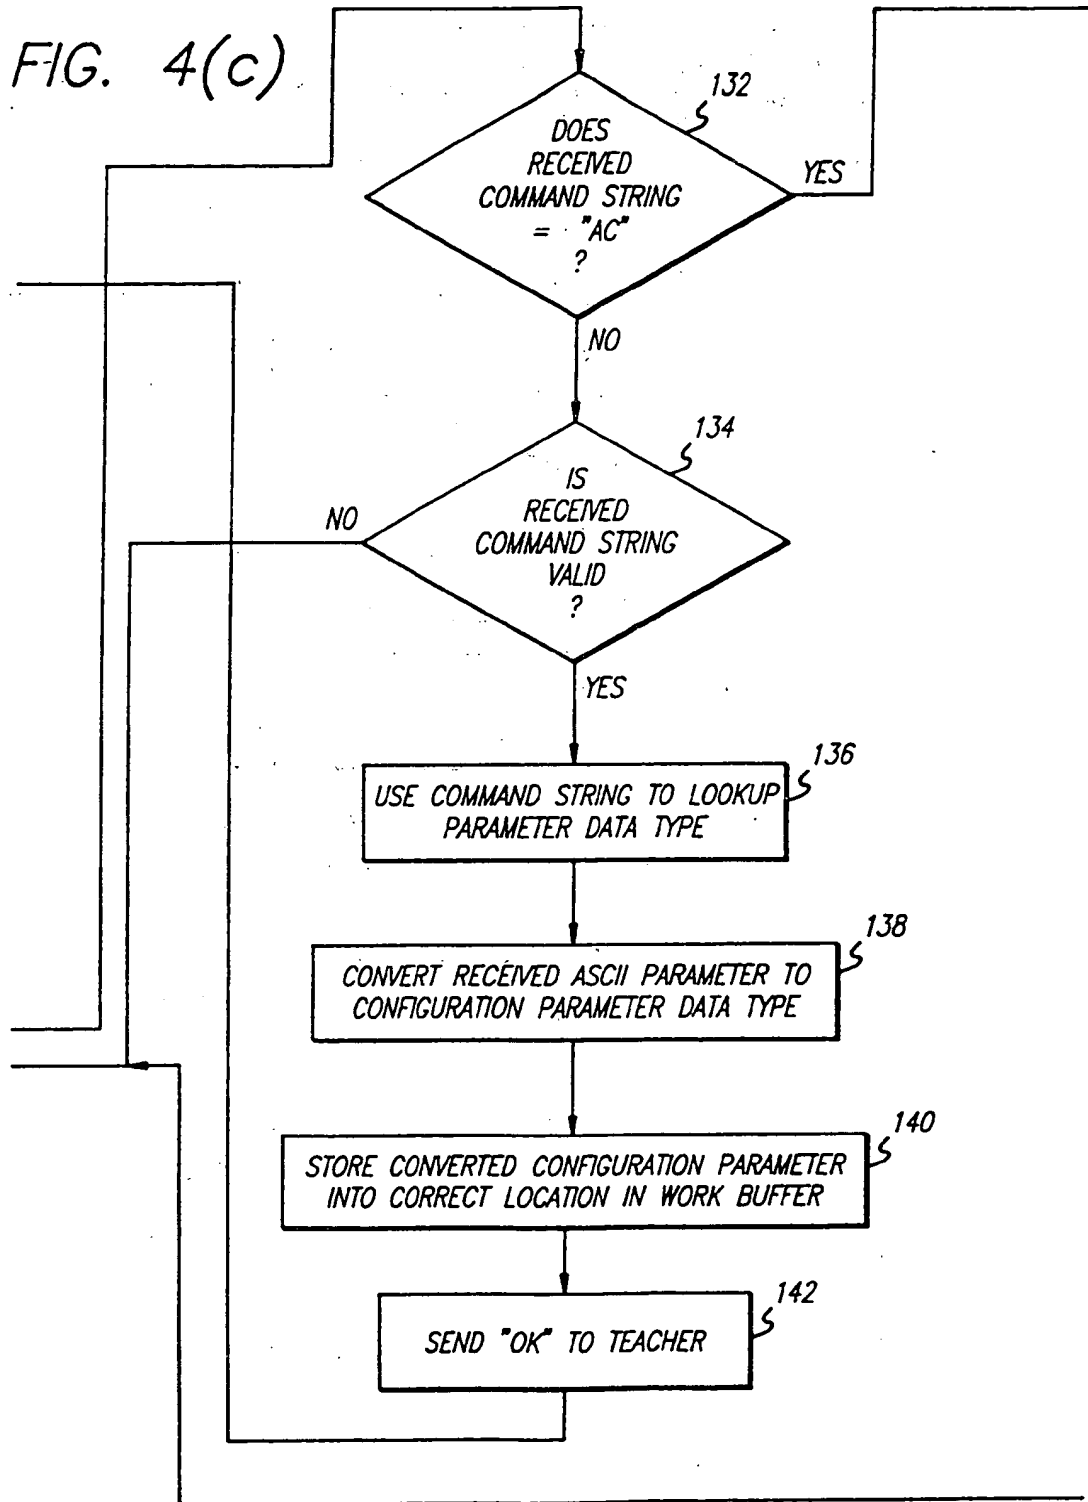 FIG. 4(c)
132
DOES
RECEIVED
COMMAND STRING
= "AC"
?
YES
NO
134
IS
RECEIVED
COMMAND STRING
VALID
?
NO
YES
136
USE COMMAND STRING TO LOOKUP
PARAMETER DATA TYPE
138
CONVERT RECEIVED ASCII PARAMETER TO
CONFIGURATION PARAMETER DATA TYPE
140
STORE CONVERTED CONFIGURATION PARAMETER
INTO CORRECT LOCATION IN WORK BUFFER
142
SEND "OK" TO TEACHER